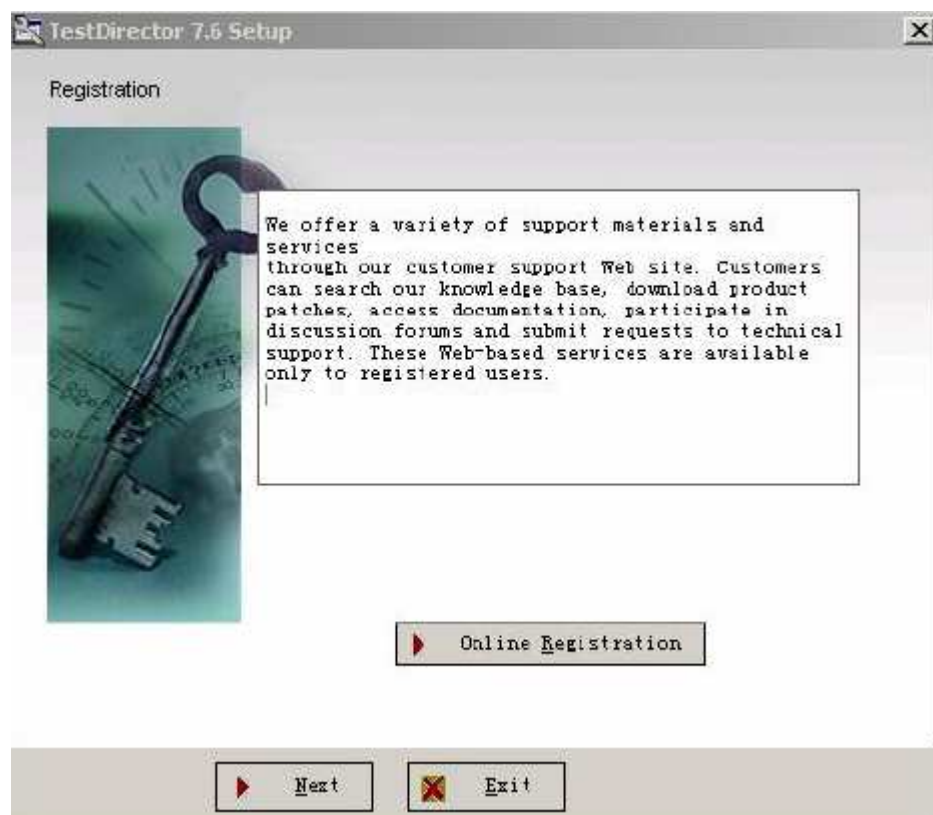 TestDirector 7.6 Setup
Registration
We offer a variety of support materials and
services
through our customer support Web site. Customers
can search our knowledge base, download product
patches, access documentation, participate in
discussion forums and submit requests to technical
support. These Web-based services are available
only to registered users.
Online Registration
Next
Exit